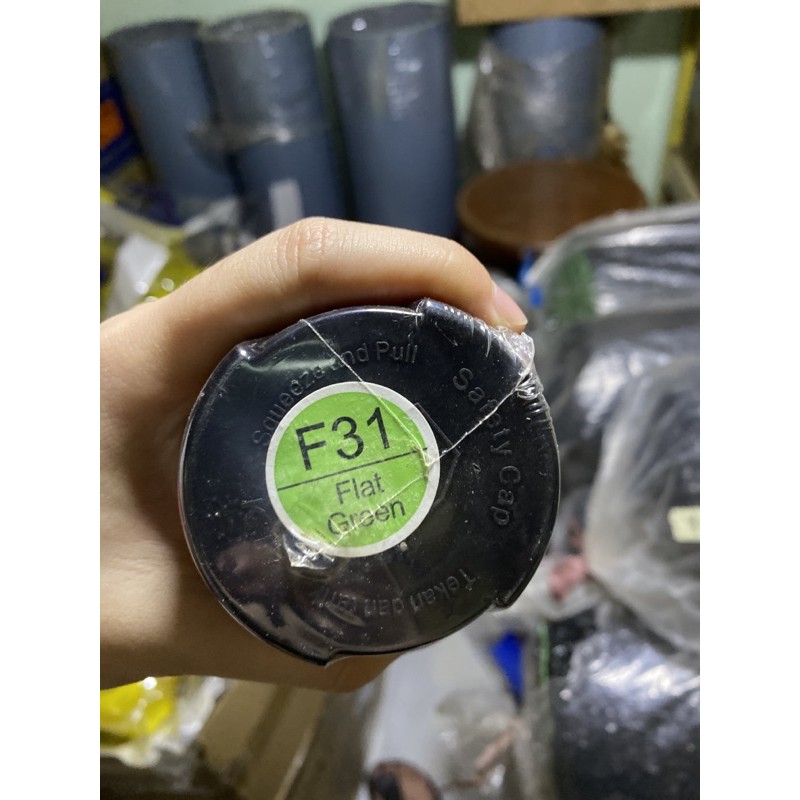 Squeeze and Pull
Safety Cap
F31
Flat
Green
Tekan dan tarik